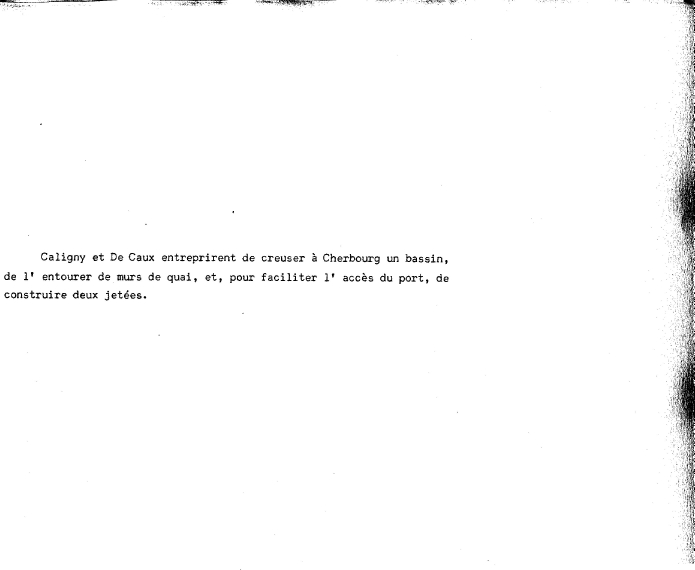 Caligny et De Caux entreprirent de creuser à Cherbourg un bassin,
de l' entourer de murs de quai, et, pour faciliter l' accès du port, de
construire deux jetées.